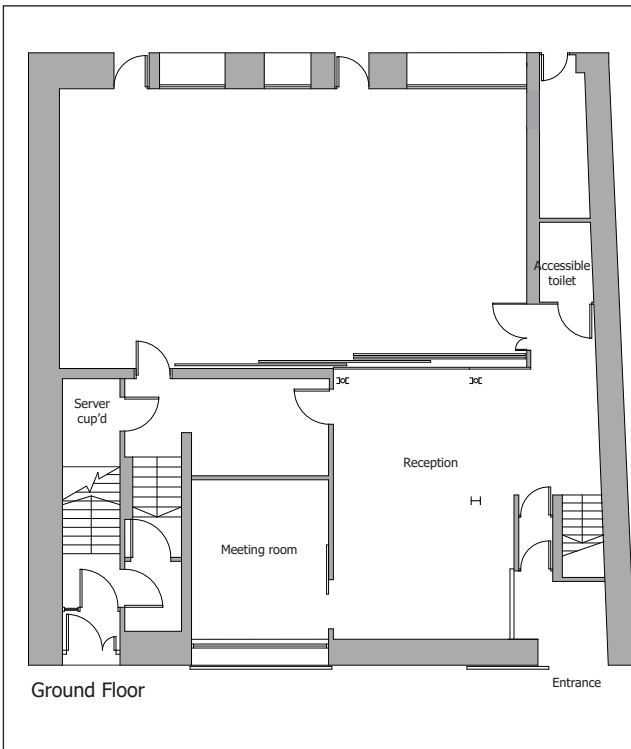 Accessible
toilet
Server
cup'd
Reception
Meeting room
Entrance
Ground Floor